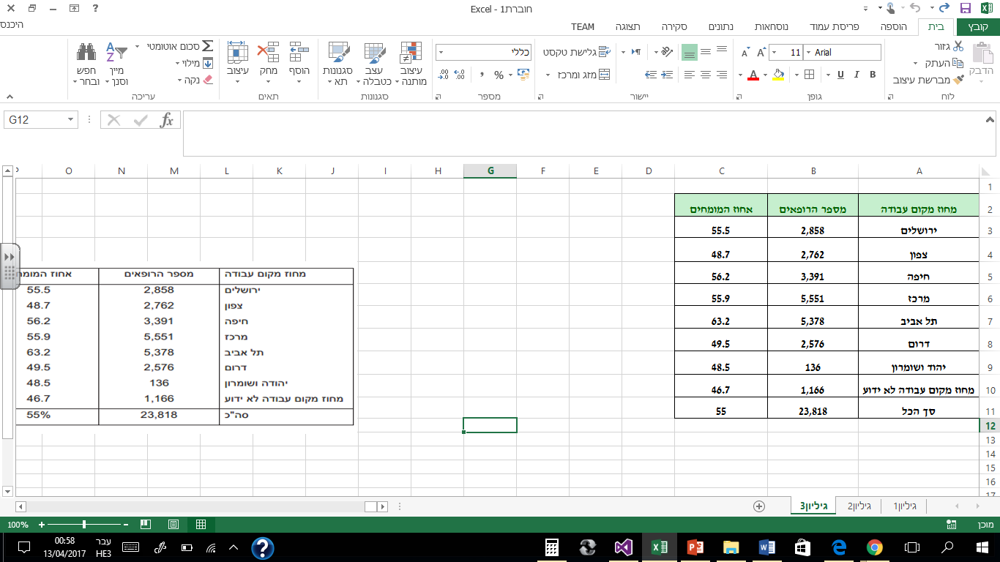 חוברת1 - Excel
היכנס
קובץ בית הוספה פריסת עמוד נוסחאות נתונים סקירה תצוגה TEAM
הדבק
גזור
העתק
מברשת עיצוב
לוח
Arial 11
B I U
גופן
גלישת טקסט
מזג ומרכז
יישור
כללי
%
מספר
עיצוב מותנה
עצב כטבלה
סגנונות תא
סגנונות
הוסף מחק עיצוב
תאים
סכום אוטומטי
מילוי
נקה
מיין וסנן
חפש ובחר
עריכה
G12
fx
A B C D E F G H I J K L M N O P
1
2 מחוז מקום עבודה מספר הרופאים אחוז המומחים
3 ירושלים 2,858 55.5
4 צפון 2,762 48.7
5 חיפה 3,391 56.2
6 מרכז 5,551 55.9
7 תל אביב 5,378 63.2
8 דרום 2,576 49.5
9 יהוד ושומרון 136 48.5
10 מחוז מקום עבודה לא ידוע 1,166 46.7
11 סך הכל 23,818 55
12
13
14
15
16
17
מחוז מקום עבודה מספר הרופאים אחוז המומח
ירושלים 2,858 55.5
צפון 2,762 48.7
חיפה 3,391 56.2
מרכז 5,551 55.9
תל אביב 5,378 63.2
דרום 2,576 49.5
יהודה ושומרון 136 48.5
מחוז מקום עבודה לא ידוע 1,166 46.7
סה"כ 23,818 55%
גיליון1 גיליון2 גיליון3
מוכן
100%
עבר
HE3
00:58
13/04/2017